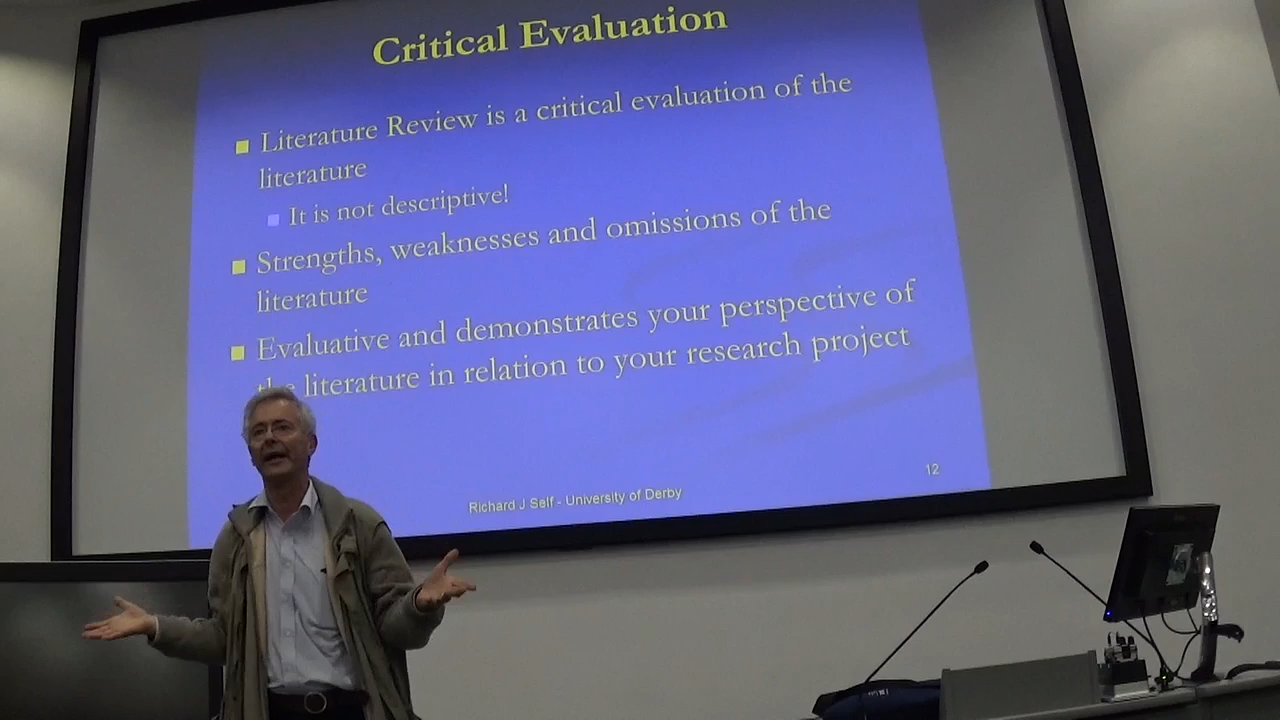 Critical Evaluation
Literature Review is a critical evaluation of the
literature
It is not descriptive!
Strengths, weaknesses and omissions of the
literature
Evaluative and demonstrates your perspective of
the literature in relation to your research project
12
Richard J Self - University of Derby